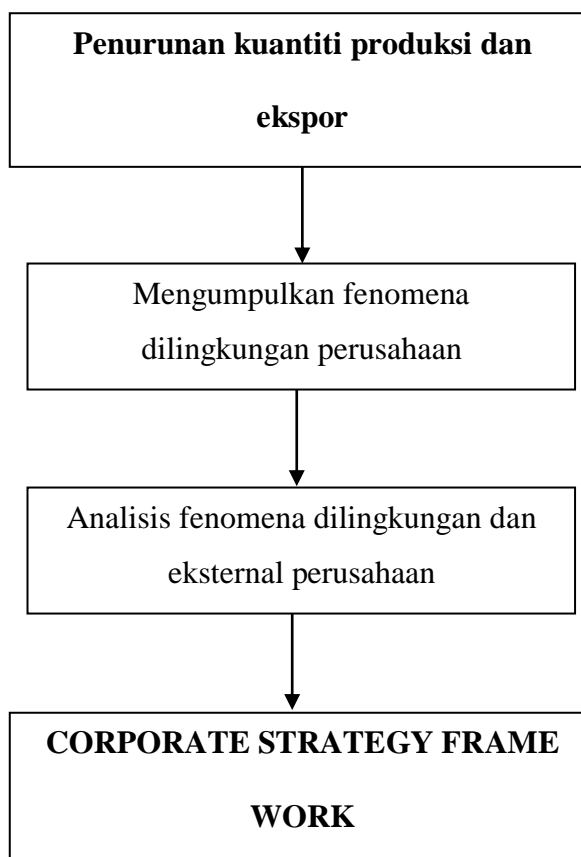 Penurunan kuantiti produksi dan
ekspor
Mengumpulkan fenomena
dilingkungan perusahaan
Analisis fenomena dilingkungan dan
eksternal perusahaan
CORPORATE STRATEGY FRAME
WORK